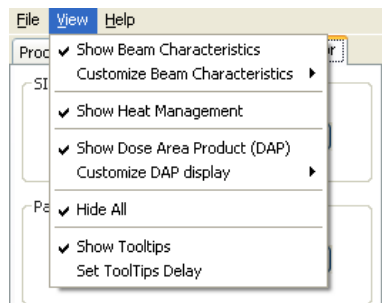 File View Help
Proc
Show Beam Characteristics
Customize Beam Characteristics
SI
Show Heat Management
Show Dose Area Product (DAP)
Customize DAP display
Pa
Hide All
Show Tooltips
Set ToolTips Delay